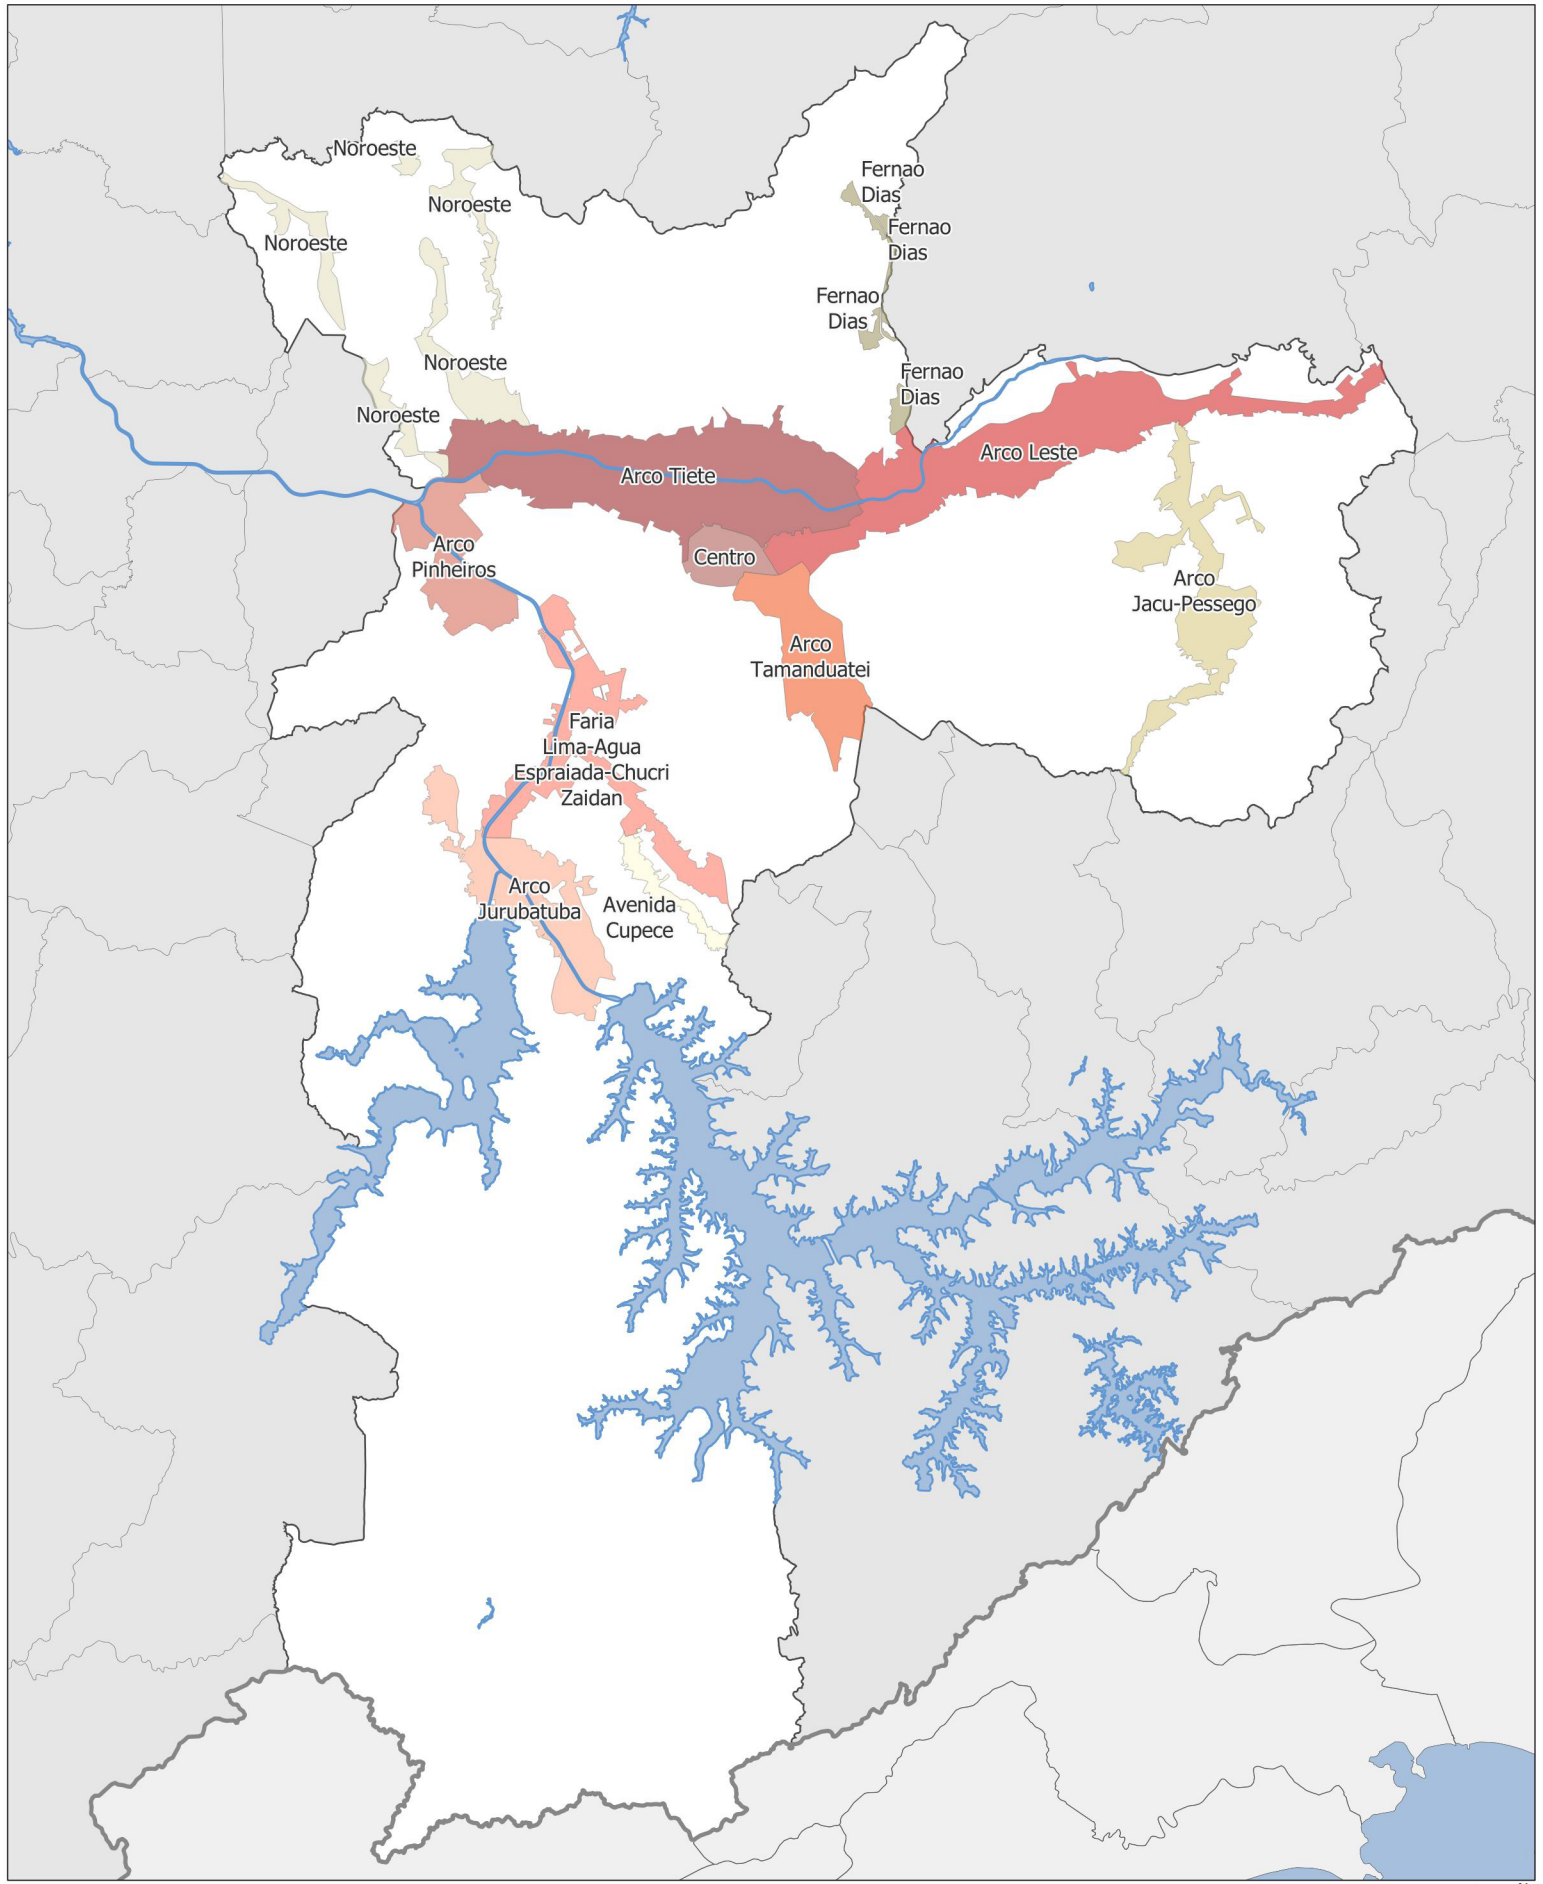 Noroeste
Fernao
Dias
Noroeste
Fernao
Dias
Noroeste
Fernao
Dias
Noroeste
Fernao
Dias
Noroeste
Arco Leste
Arco Tiete
Arco
Pinheiros
Centro
Arco
Jacu-Pessego
Arco
Tamanduatei
Faria
Lima-Agua
Espraiada-Chucri
Zaidan
Arco
Jurubatuba
Avenida
Cupece